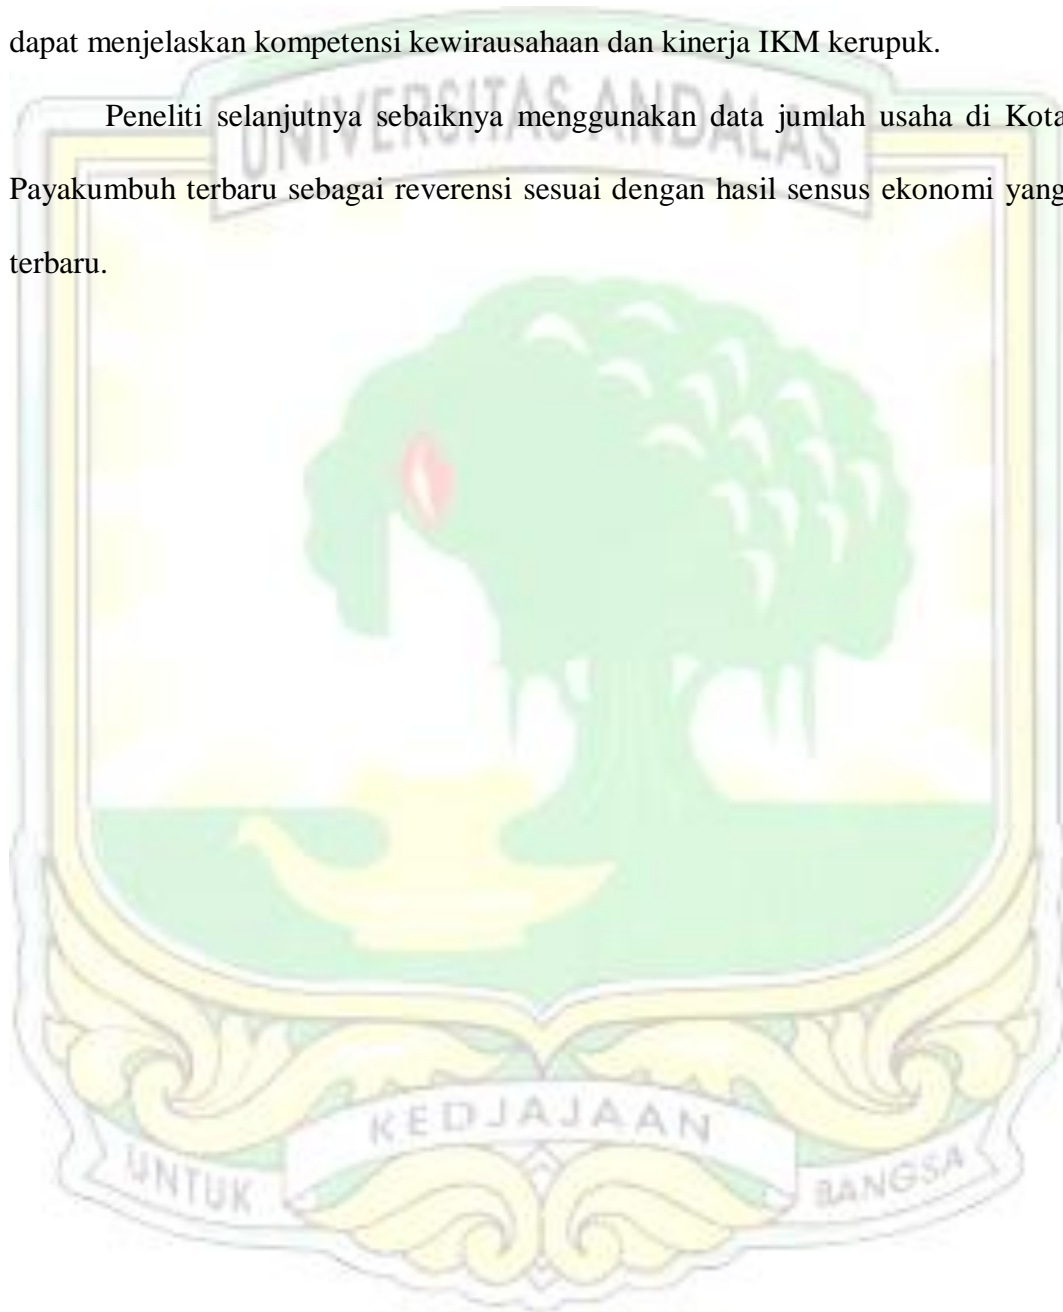 dapat menjelaskan kompetensi kewirausahaan dan kinerja IKM kerupuk.
UNIVERSITAS ANDALAS
Peneliti selanjutnya sebaiknya menggunakan data jumlah usaha di Kota
Payakumbuh terbaru sebagai reverensi sesuai dengan hasil sensus ekonomi yang
terbaru.
KEDJAJAAN
UNTUK
BANGSA